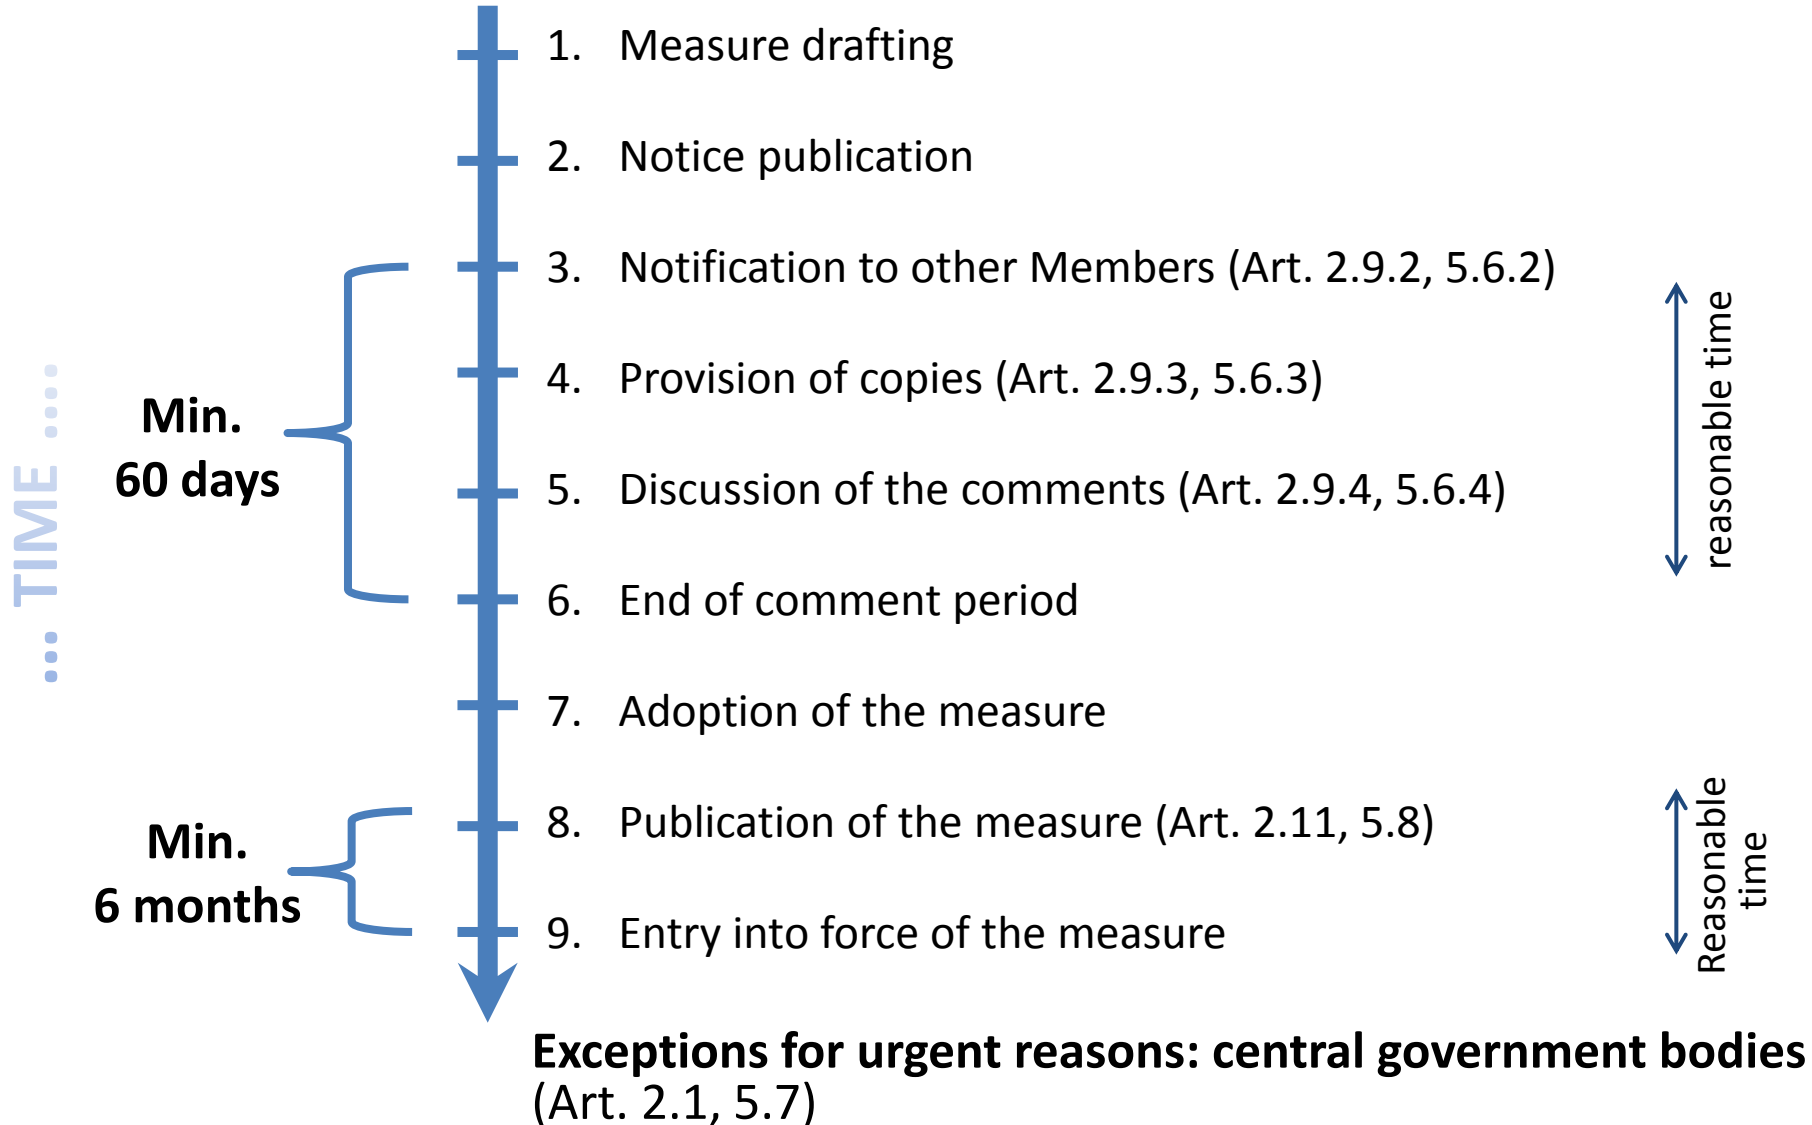 1. Measure drafting
2. Notice publication
3. Notification to other Members (Art. 2.9.2, 5.6.2)
4. Provision of copies (Art. 2.9.3, 5.6.3)
5. Discussion of the comments (Art. 2.9.4, 5.6.4)
6. End of comment period
7. Adoption of the measure
8. Publication of the measure (Art. 2.11, 5.8)
9. Entry into force of the measure
... TIME ....
Min.
60 days
Min.
6 months
reasonable time
Reasonable
time
Exceptions for urgent reasons: central government bodies
(Art. 2.1, 5.7)